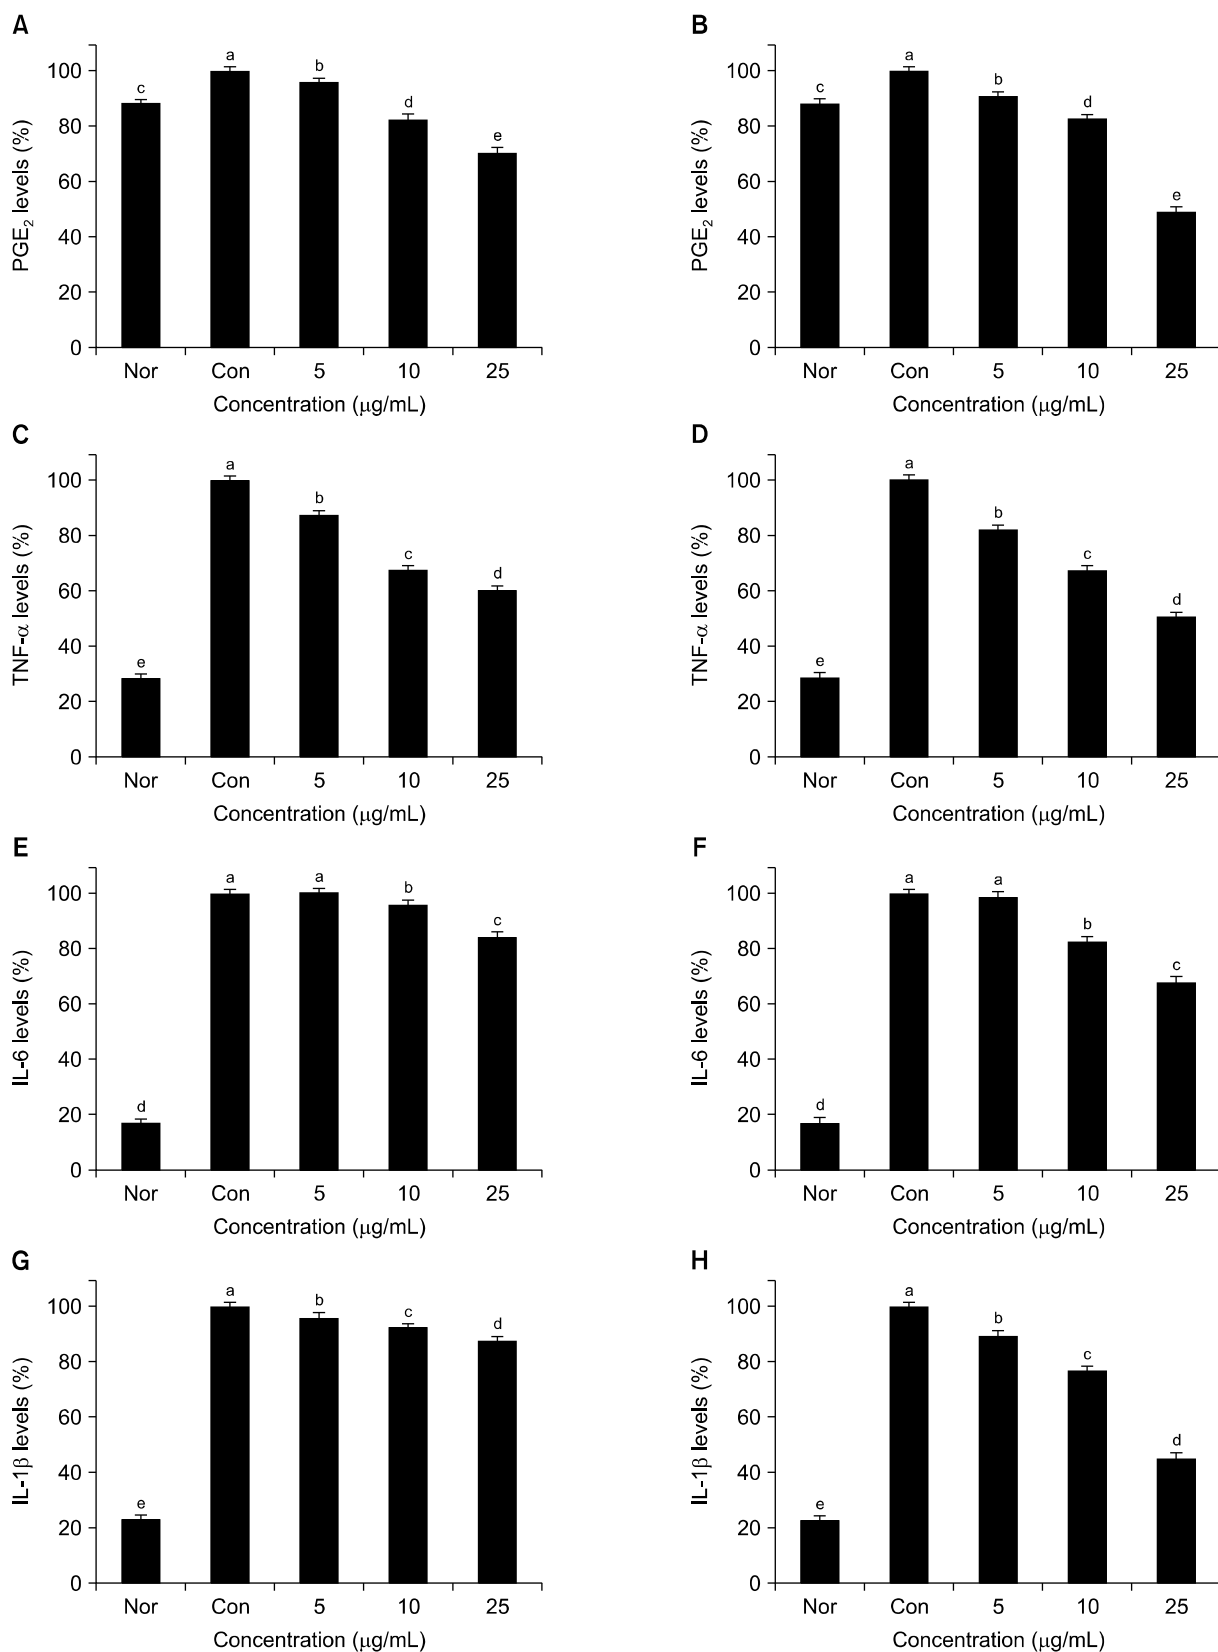 A
PGE2 levels (%)
100
80
60
40
20
0
c
a
b
d
e
Nor Con 5 10 25
Concentration (μg/mL)
B
PGE2 levels (%)
100
80
60
40
20
0
c
a
b
d
e
Nor Con 5 10 25
Concentration (μg/mL)
C
TNF-α levels (%)
100
80
60
40
20
0
e
a
b
c
d
Nor Con 5 10 25
Concentration (μg/mL)
D
TNF-α levels (%)
100
80
60
40
20
0
e
a
b
c
d
Nor Con 5 10 25
Concentration (μg/mL)
E
IL-6 levels (%)
100
80
60
40
20
0
d
a
a
b
c
Nor Con 5 10 25
Concentration (μg/mL)
F
IL-6 levels (%)
100
80
60
40
20
0
d
a
a
b
c
Nor Con 5 10 25
Concentration (μg/mL)
G
IL-1β levels (%)
100
80
60
40
20
0
e
a
b
c
d
Nor Con 5 10 25
Concentration (μg/mL)
H
IL-1β levels (%)
100
80
60
40
20
0
e
a
b
c
d
Nor Con 5 10 25
Concentration (μg/mL)